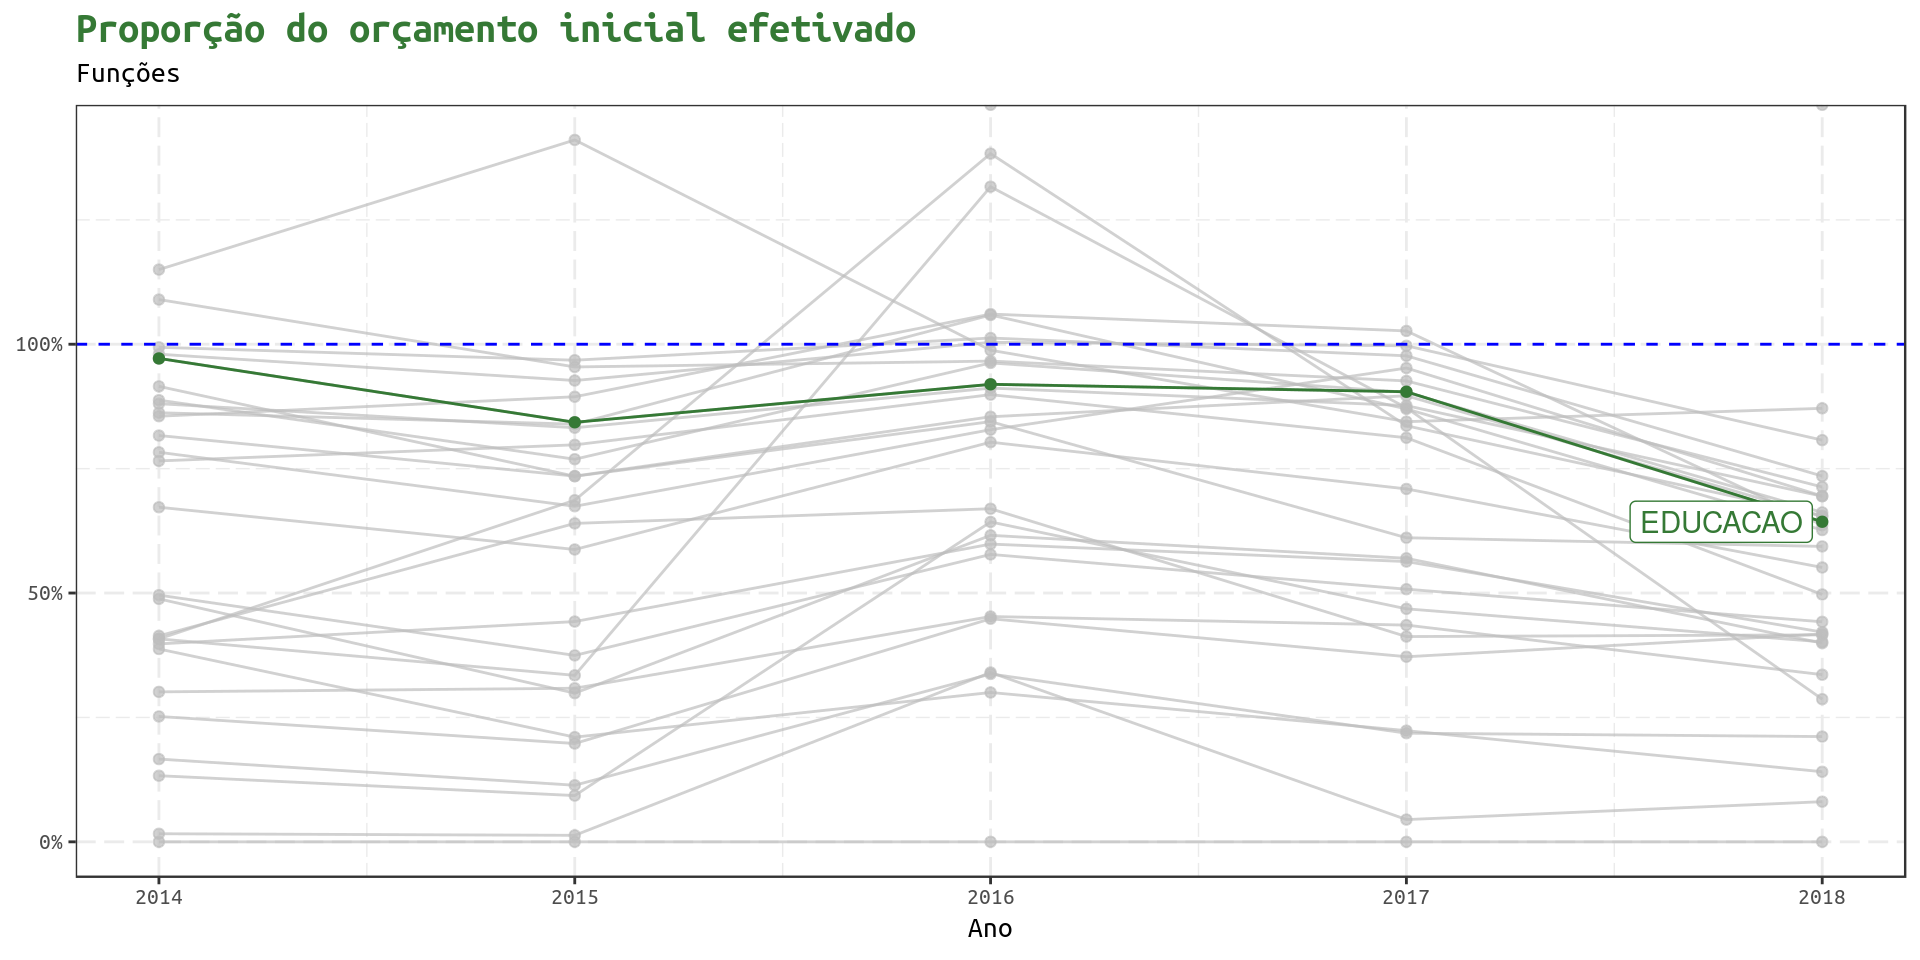 Proporção do orçamento inicial efetivado
Funções
100%
50%
0%
EDUCACAO
2014 2015 2016 2017 2018
Ano